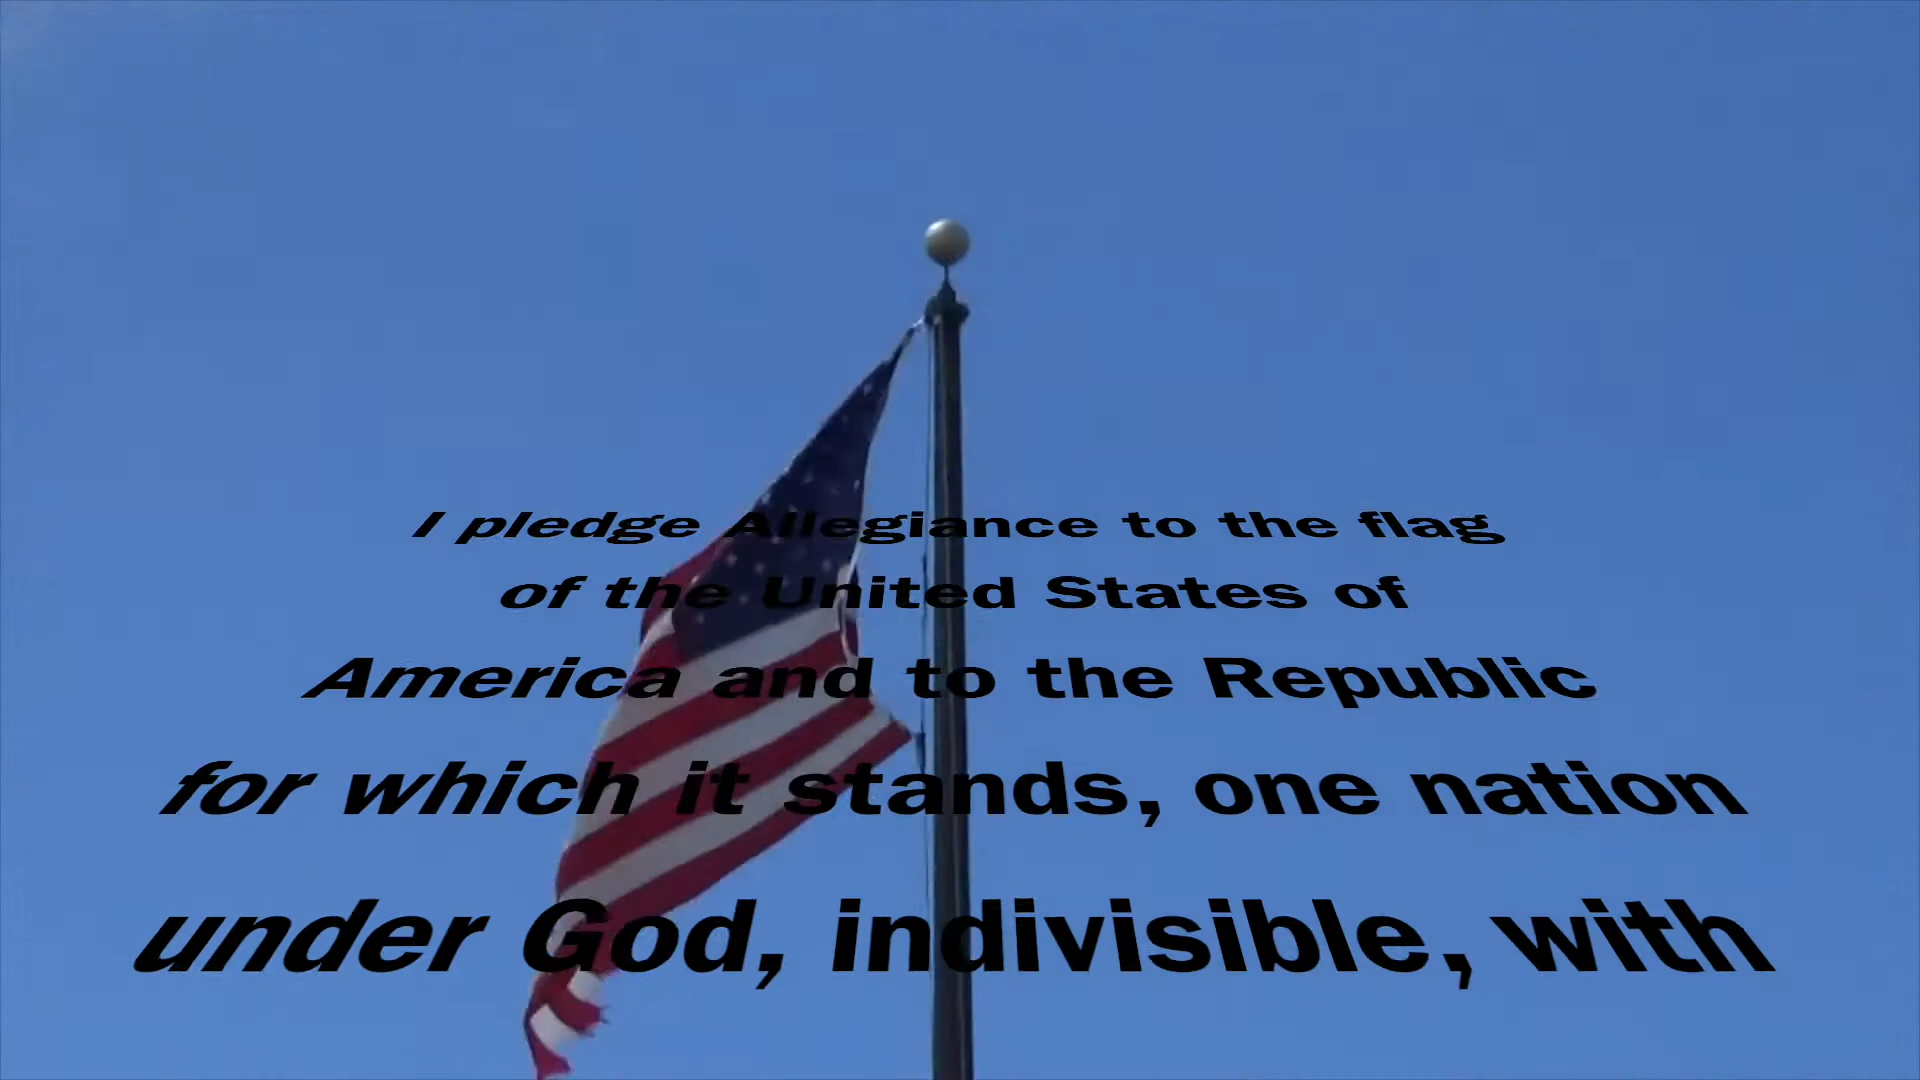 I pledge Allegiance to the flag
of the United States of
America and to the Republic
for which it stands, one nation
under God, indivisible, with